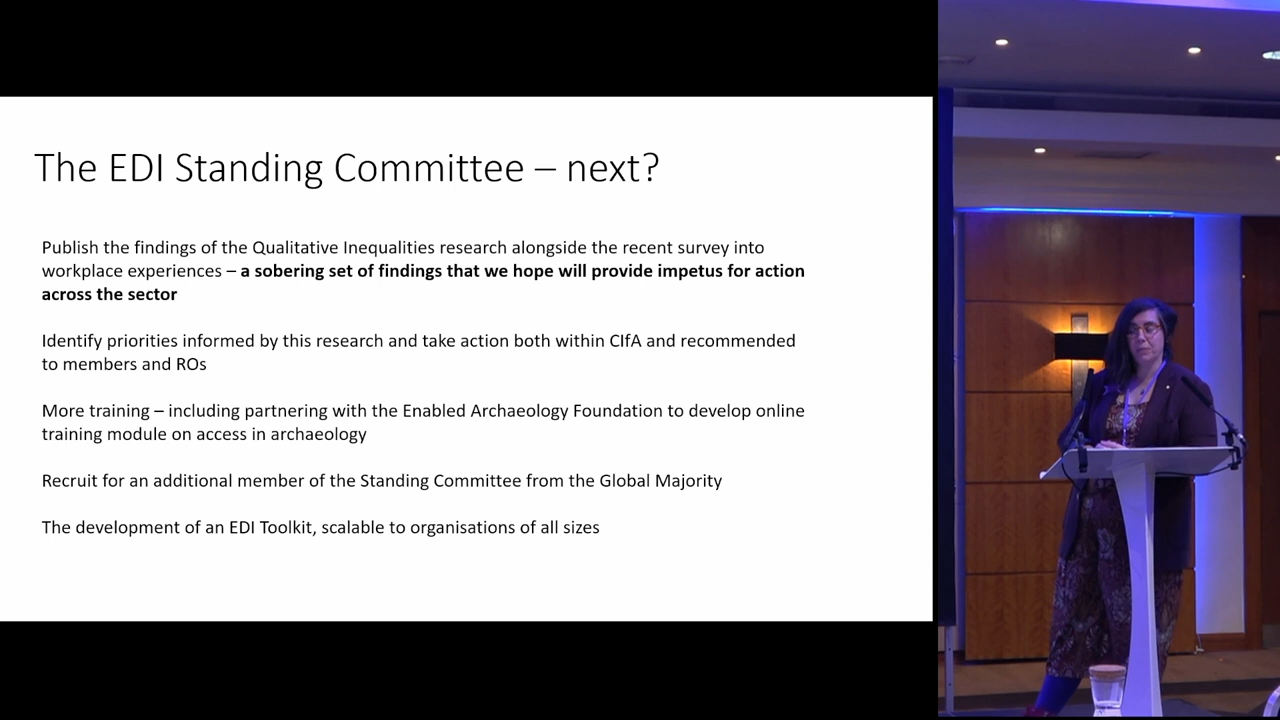 The EDI Standing Committee – next?
Publish the findings of the Qualitative Inequalities research alongside the recent survey into
workplace experiences – a sobering set of findings that we hope will provide impetus for action
across the sector
Identify priorities informed by this research and take action both within CIfA and recommended
to members and ROs
More training – including partnering with the Enabled Archaeology Foundation to develop online
training module on access in archaeology
Recruit for an additional member of the Standing Committee from the Global Majority
The development of an EDI Toolkit, scalable to organisations of all sizes